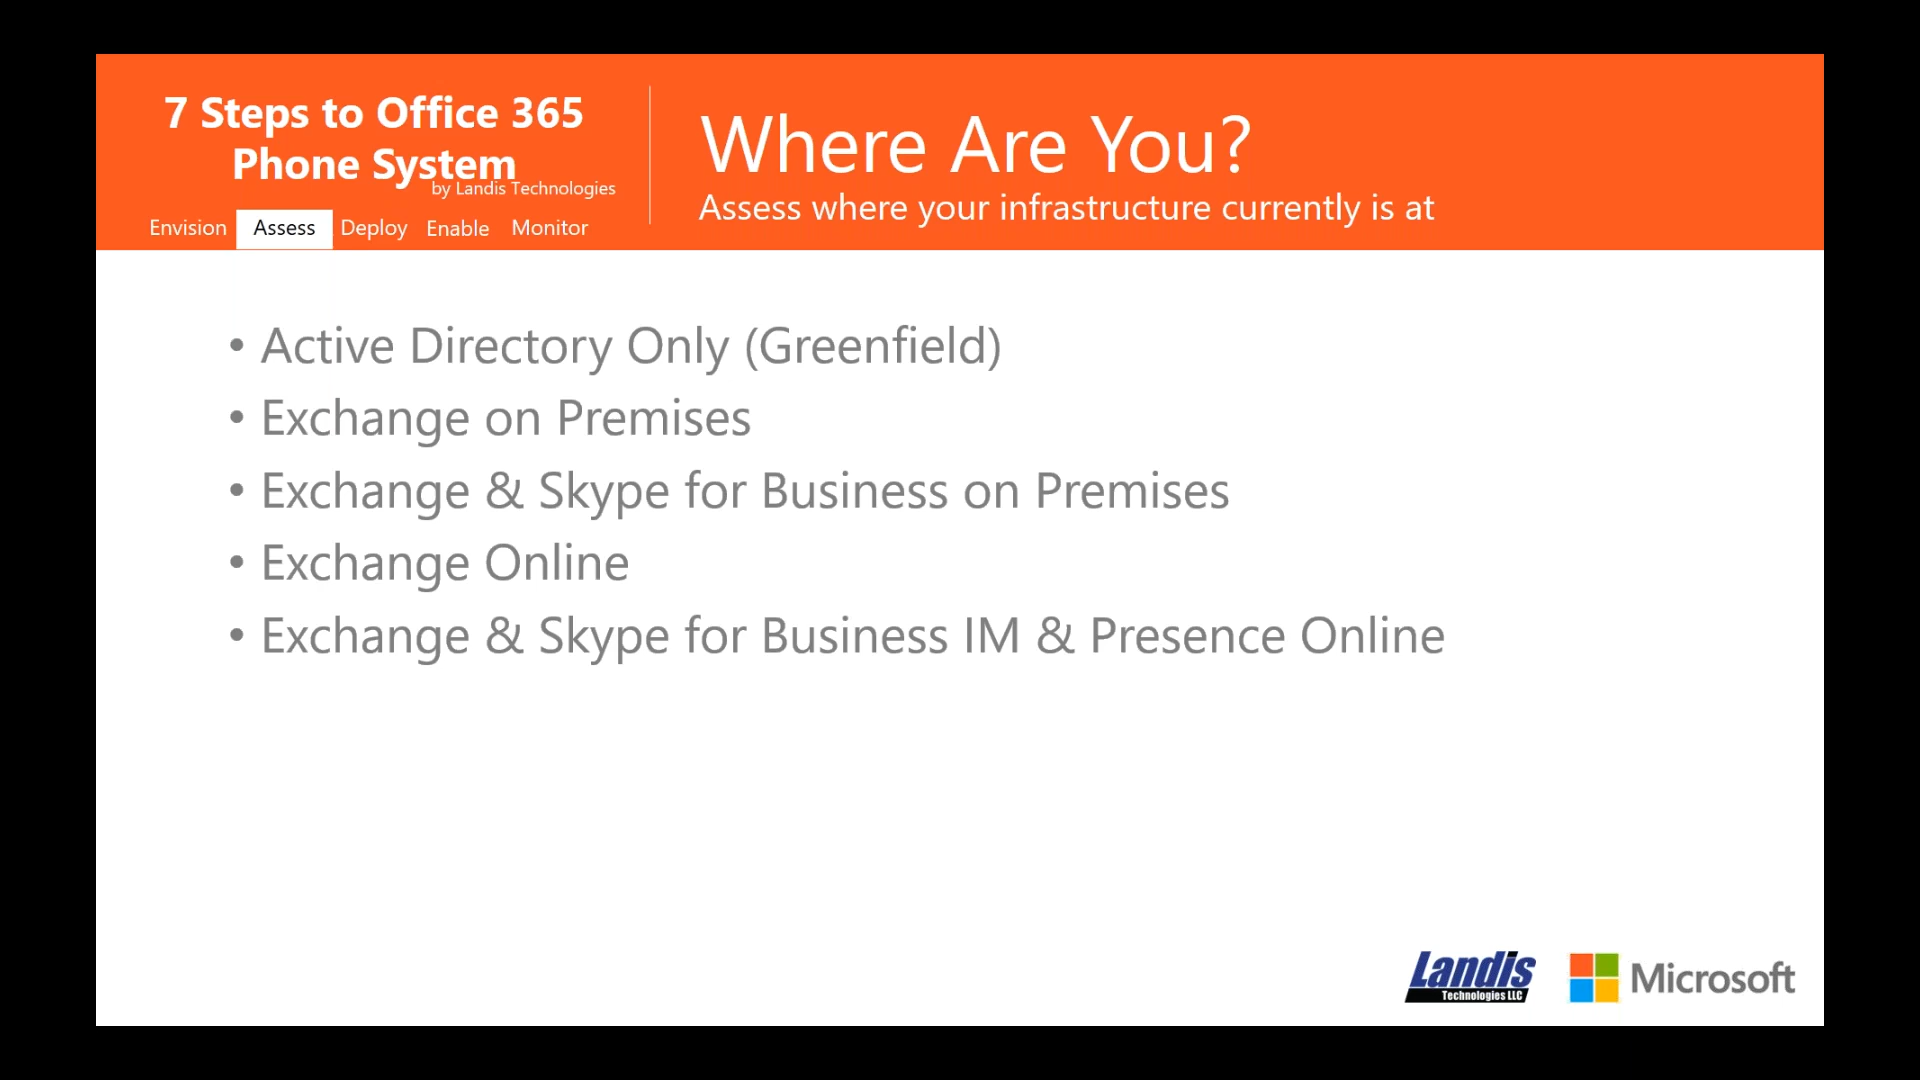 7 Steps to Office 365
Phone System
by Landis Technologies
Envision Assess Deploy Enable Monitor
Where Are You?
Assess where your infrastructure currently is at
• Active Directory Only (Greenfield)
• Exchange on Premises
• Exchange & Skype for Business on Premises
• Exchange Online
• Exchange & Skype for Business IM & Presence Online
Landis
Technologies LLC
Microsoft